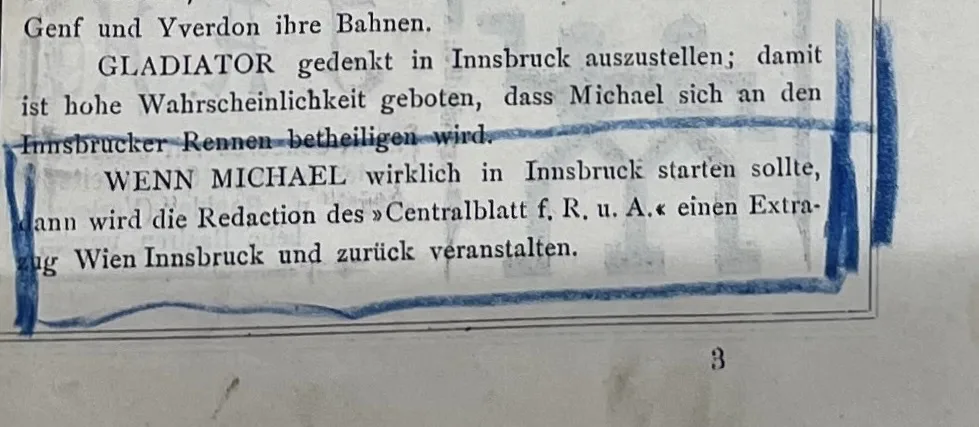 Genf und Yverdon ihre Bahnen.
GLADIATOR gedenkt in Innsbruck auszustellen; damit
ist hohe Wahrscheinlichkeit geboten, dass Michael sich an den
Innsbrucker Rennen betheiligen wird.
WENN MICHAEL wirklich in Innsbruck starten sollte,
dann wird die Redaction des »Centralblatt f. R. u. A.« einen Extra-
zug Wien Innsbruck und zurück veranstalten.
3